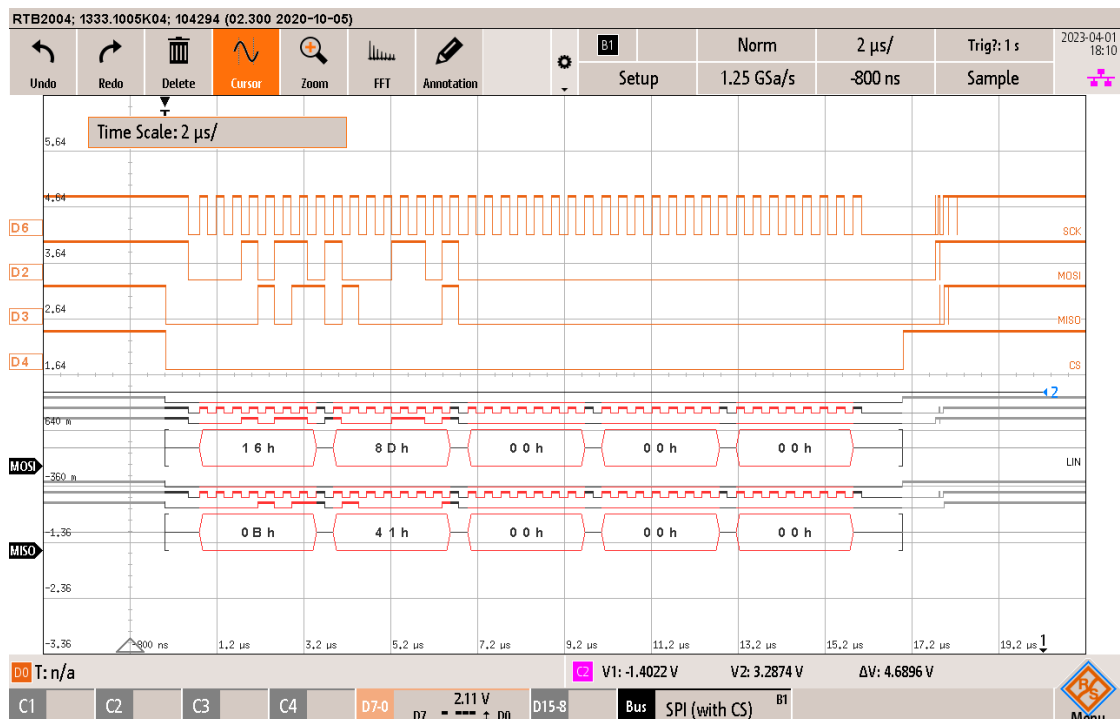 RTB2004; 1333.1005K04; 104294 (02.300 2020-10-05)
Undo
Redo
Delete
Cursor
Zoom
FFT
Annotation
B1
Norm
2 µs/
Trig?: 1 s
Setup
1.25 GSa/s
-800 ns
Sample
2023-04-01
18:10
T
Time Scale: 2 µs/
5,64
4,64
D6
SCK
3,64
D2
MOSI
2,64
D3
MISO
D4
1,64
CS
2
640 m
16h
8Dh
00h
00h
00h
MOSI
LIN
-360 m
0Bh
41h
00h
00h
00h
-1,36
MISO
-2,36
-3,36
-800 ns
1,2 µs
3,2 µs
5,2 µs
7,2 µs
9,2 µs
11,2 µs
13,2 µs
15,2 µs
17,2 µs
19,2 µs
1
D0 T: n/a
C2 V1: -1.4022 V
V2: 3.2874 V
ΔV: 4.6896 V
C1
C2
C3
C4
D7-0
2.11 V
D7
D0
D15-8
Bus
SPI (with CS)
B1
R&S
Menu